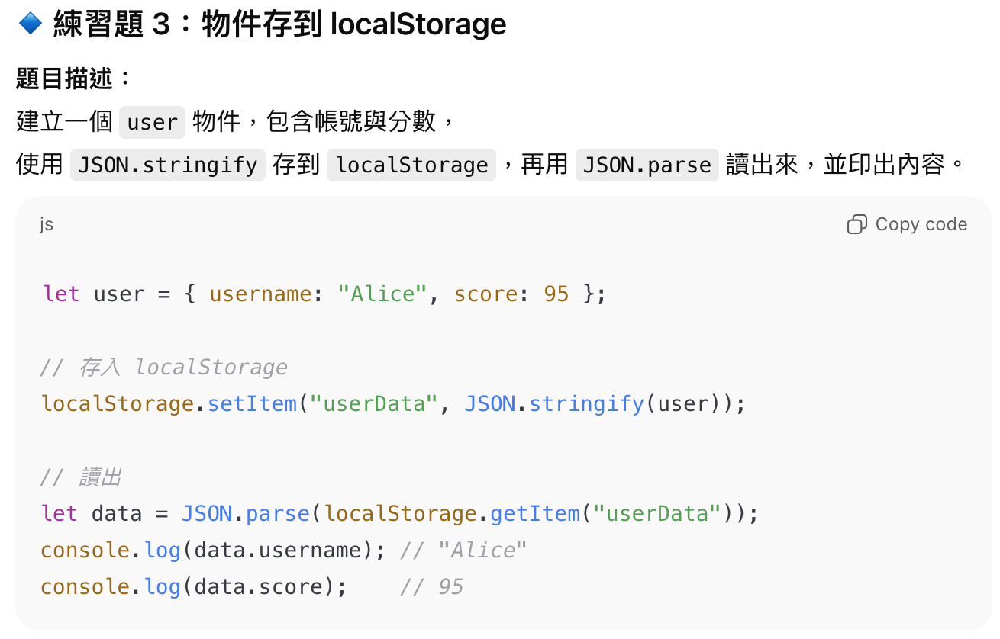 🔷 練習題 3：物件存到 localStorage
題目描述：
建立一個 user 物件，包含帳號與分數，
使用 JSON.stringify 存到 localStorage，再用 JSON.parse 讀出來，並印出內容。
js
Copy code
let user = { username: "Alice", score: 95 };
// 存入 localStorage
localStorage.setItem("userData", JSON.stringify(user));
// 讀出
let data = JSON.parse(localStorage.getItem("userData"));
console.log(data.username); // "Alice"
console.log(data.score);    // 95